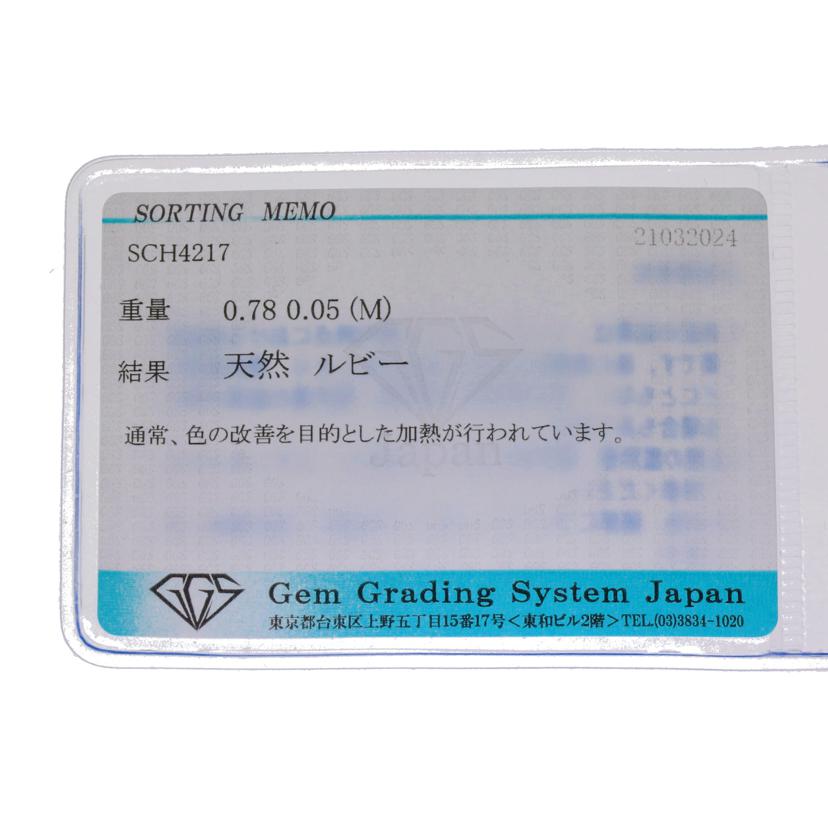 SORTING MEMO
21032024
SCH4217
重量 0.78 0.05 (M)
結果 天然 ルビー
通常、色の改善を目的とした加熱が行われています。
GGS
Japan
GGS
Gem Grading System Japan
東京都台東区上野五丁目15番17号＜東和ビル2階＞TEL.(03)3834-1020